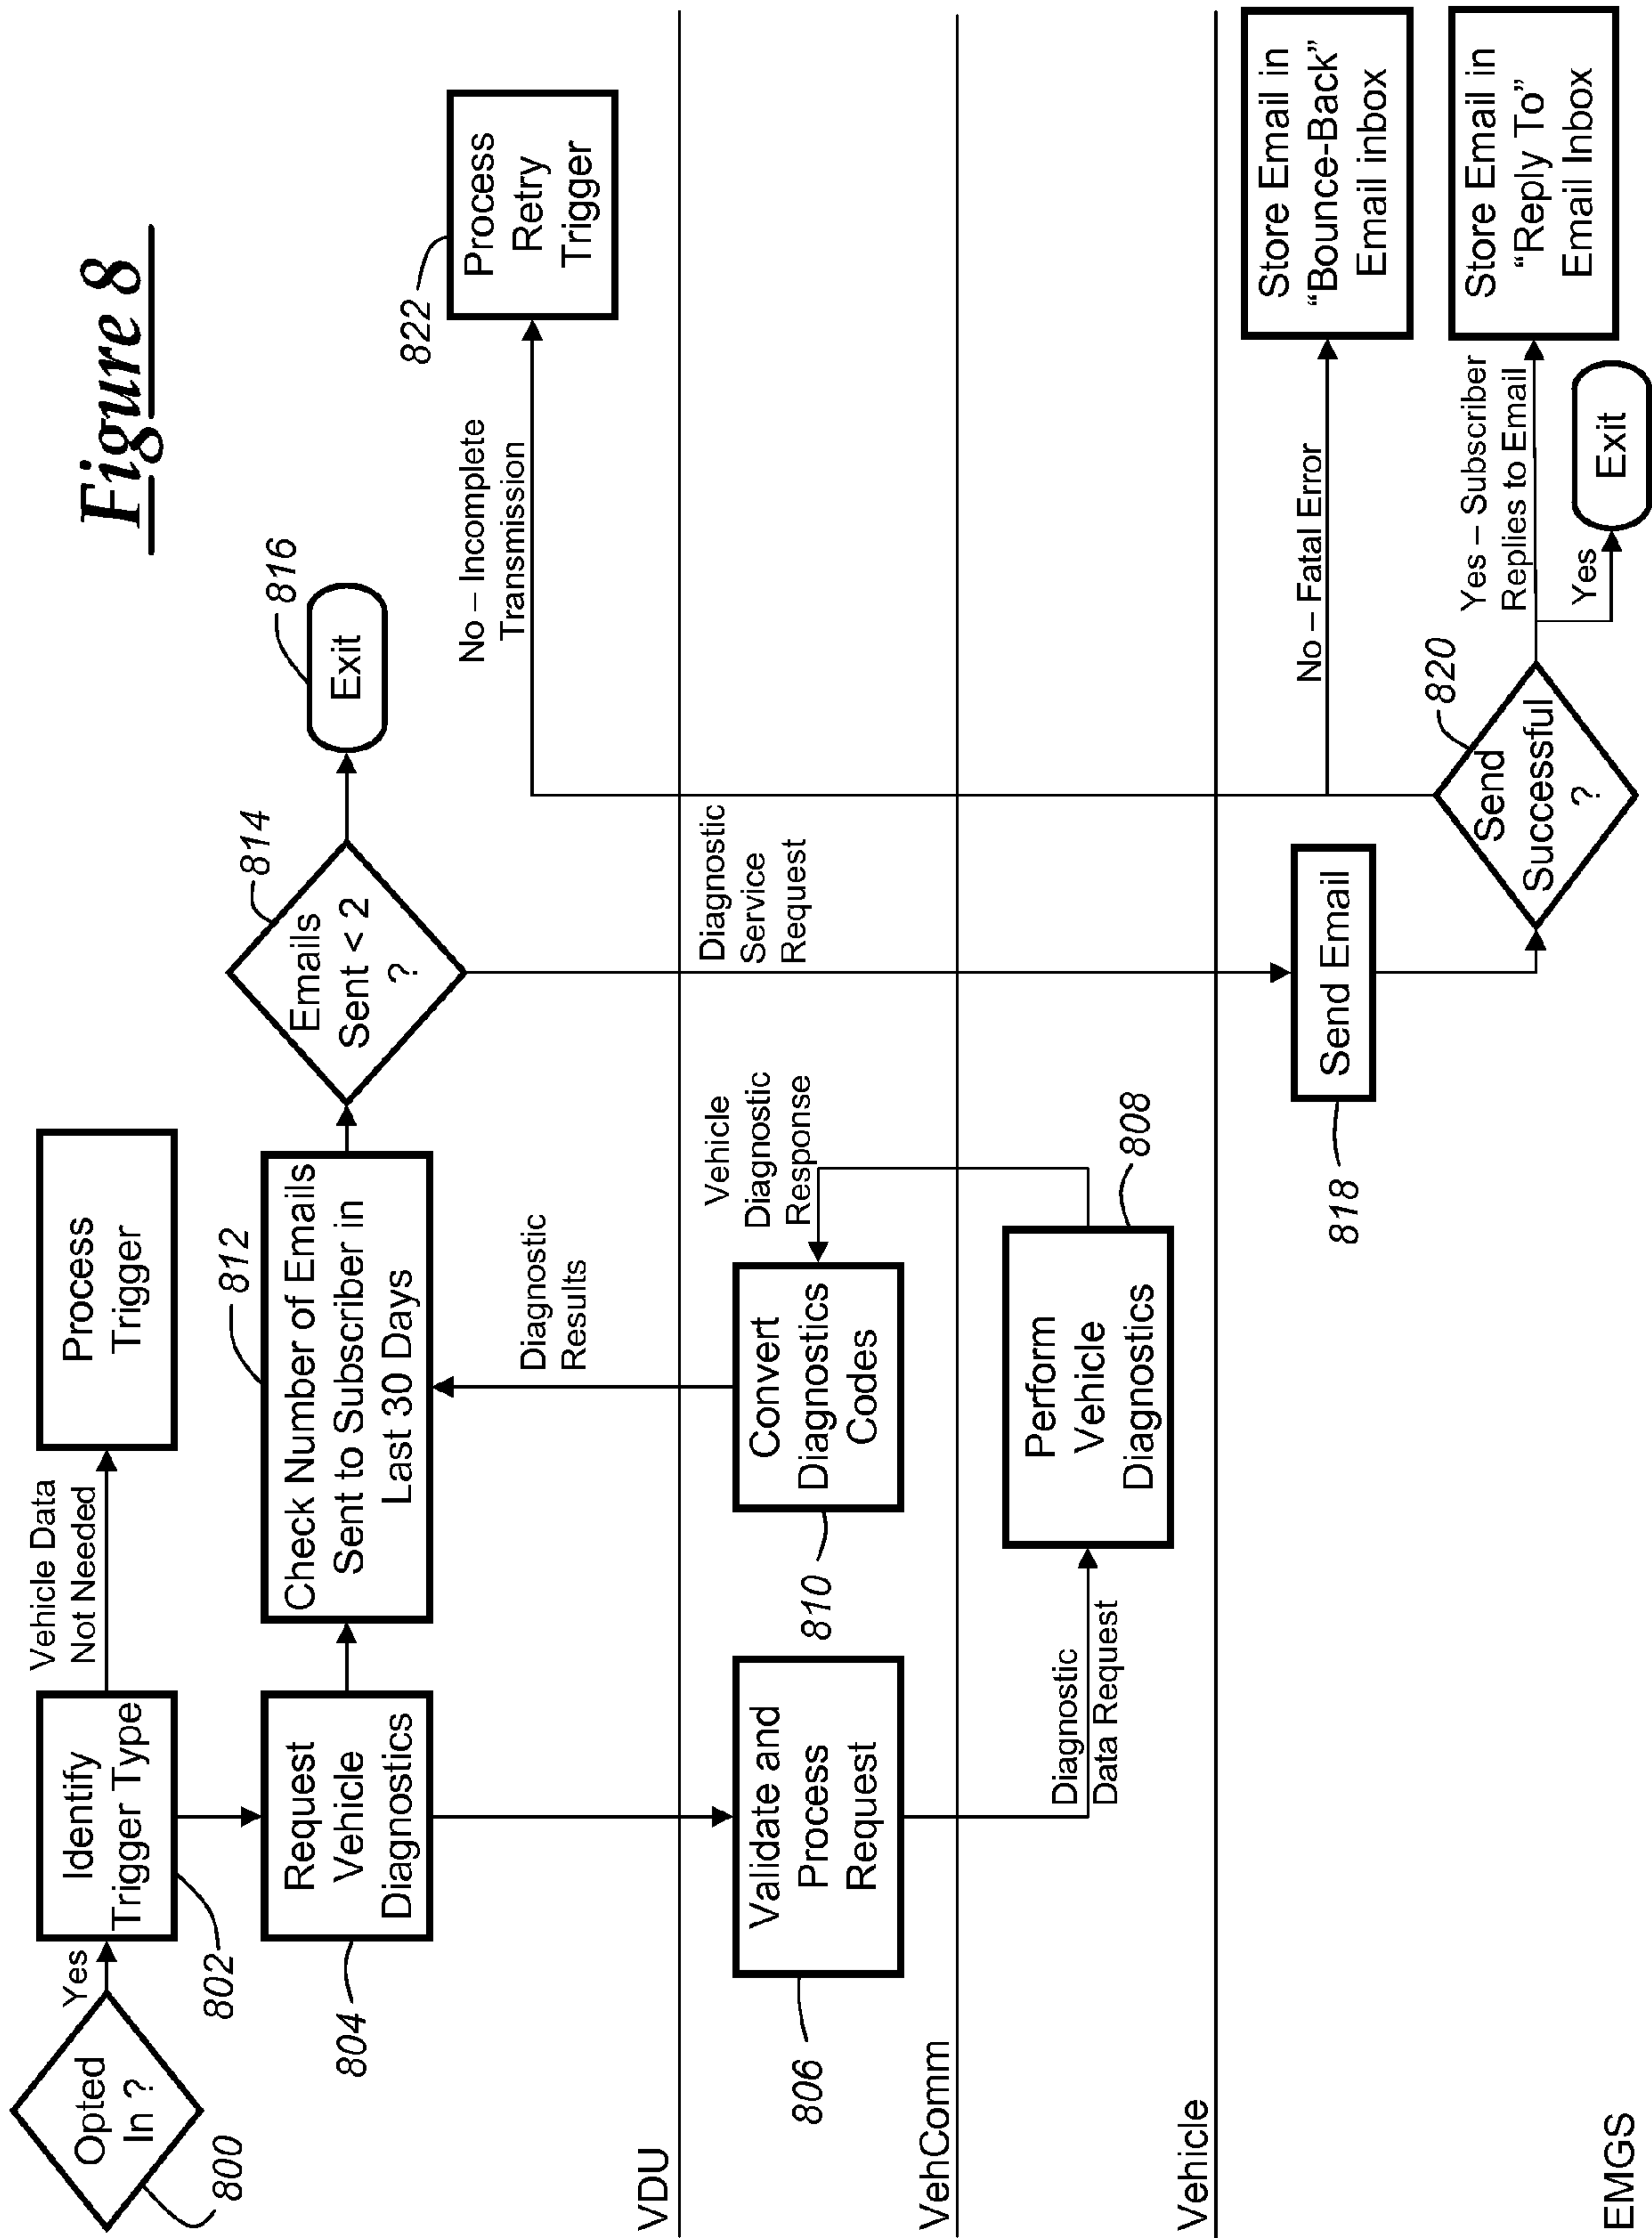 Figure 8
Opted
In ?
800
Yes
Identify
Trigger Type
802
Vehicle Data
Not Needed
Process
Trigger
Request
Vehicle
Diagnostics
804
Check Number of Emails
Sent to Subscriber in
Last 30 Days
812
Emails
Sent < 2
?
814
Exit
816
No – Incomplete
Transmission
Process
Retry
Trigger
822
VDU
Validate and
Process
Request
806
Convert
Diagnostics
Codes
810
Diagnostic
Results
Vehicle
Diagnostic
Response
Diagnostic
Service
Request
VehComm
Diagnostic
Data Request
Perform
Vehicle
Diagnostics
808
Vehicle
Send Email
818
Send
Successful
?
820
No – Fatal Error
Store Email in
“Bounce-Back”
Email inbox
Yes – Subscriber
Replies to Email
Store Email in
“Reply To”
Email Inbox
Yes
Exit
EMGS